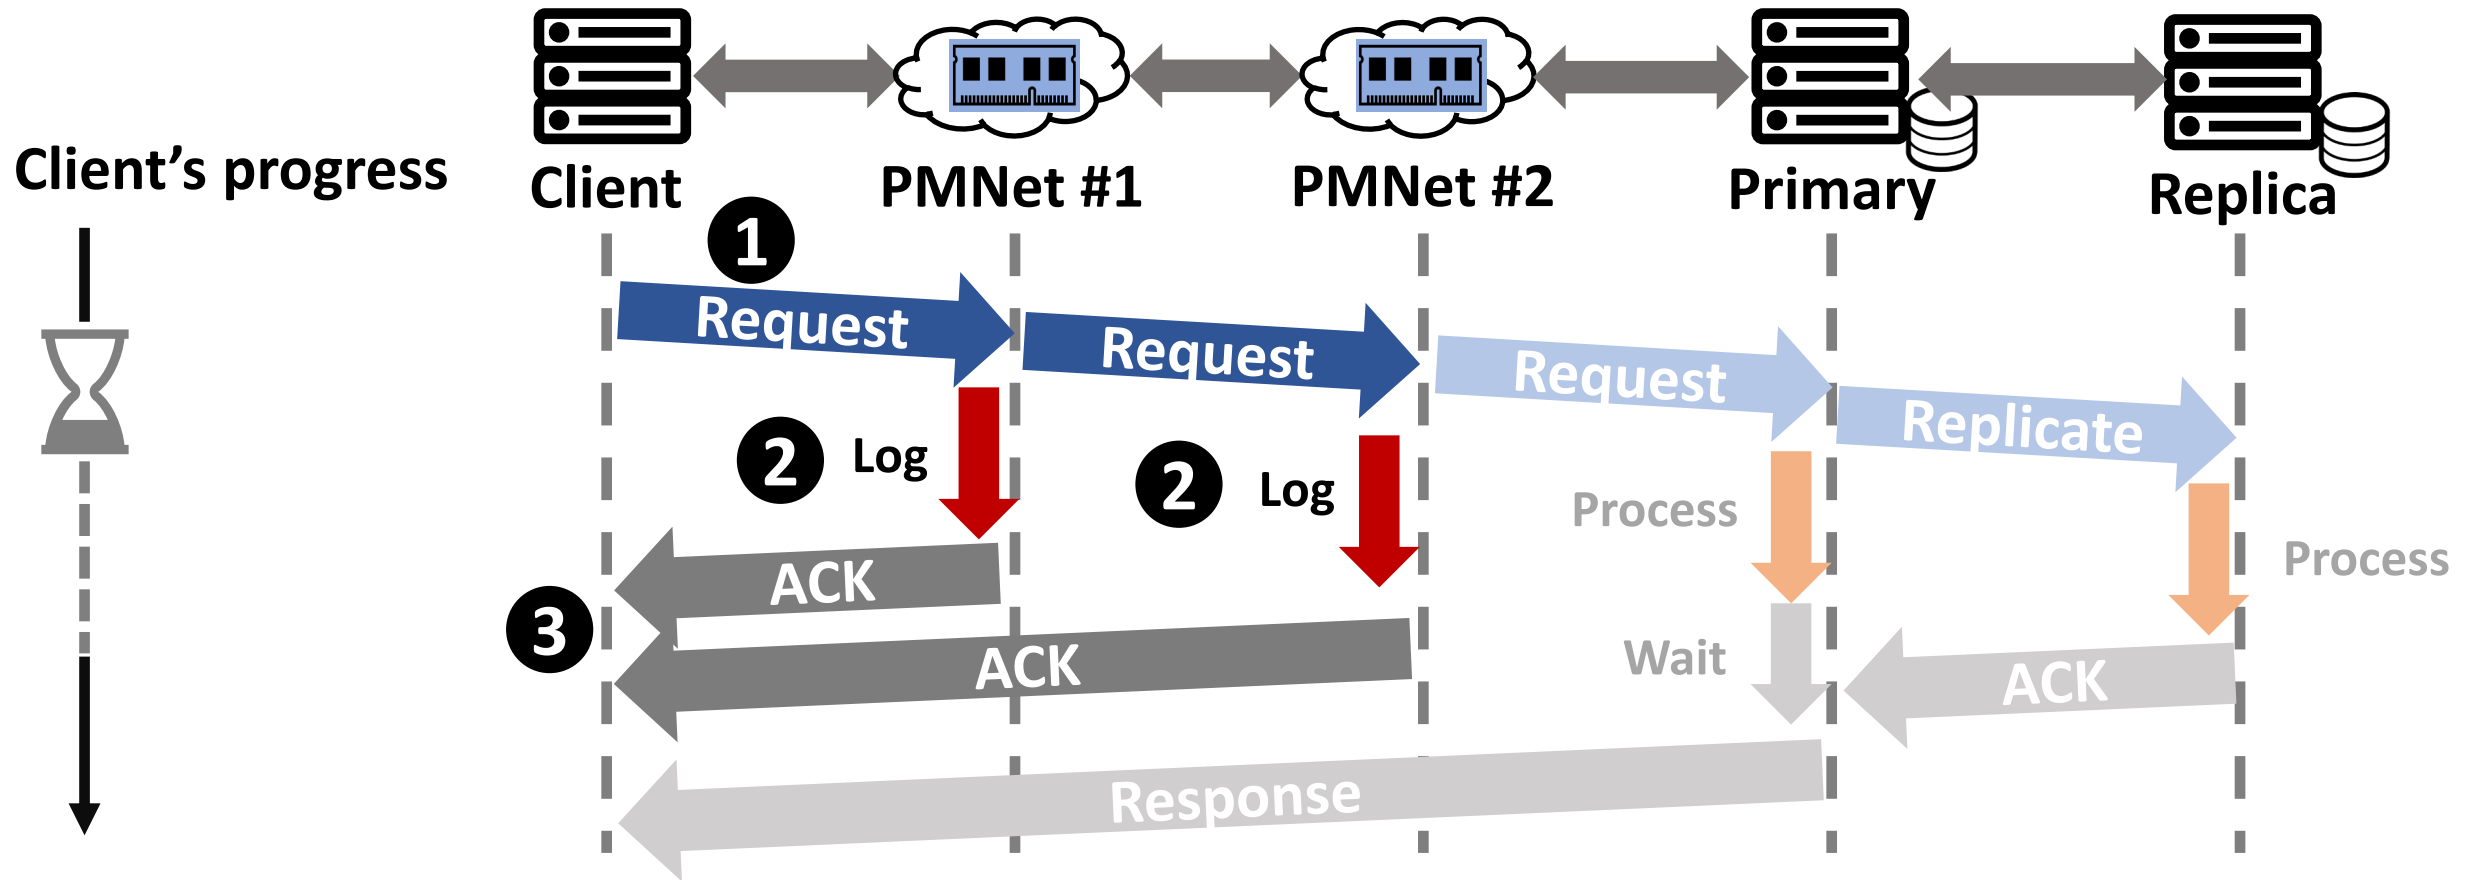 Client's progress
Client
PMNet #1
PMNet #2
Primary
Replica
1
Request
Request
Request
Replicate
2
Log
2
Log
Process
Process
ACK
3
ACK
Wait
ACK
Response